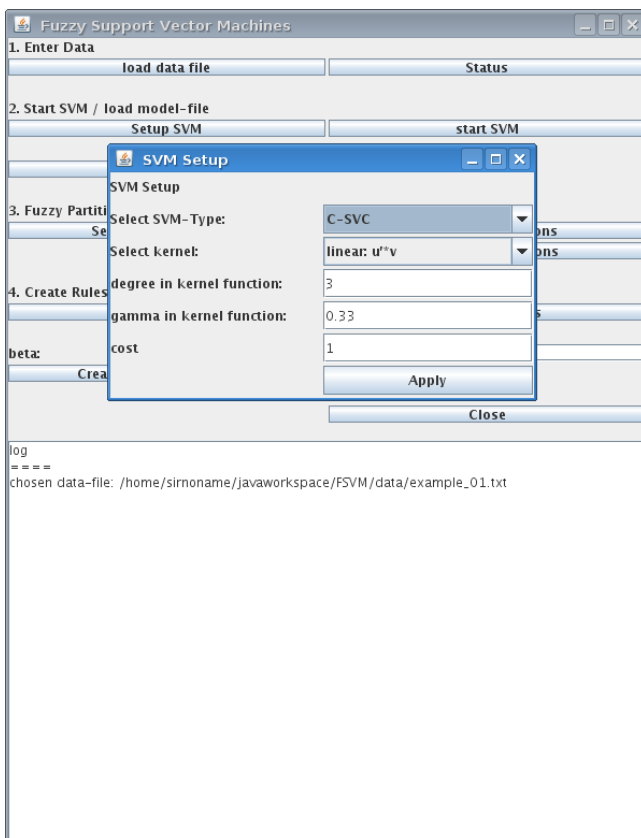 Fuzzy Support Vector Machines
1. Enter Data
load data file
Status
2. Start SVM / load model-file
Setup SVM
start SVM
SVM Setup
SVM Setup
Select SVM-Type:
C-SVC
Select kernel:
linear: u'*v
degree in kernel function:
3
gamma in kernel function:
0.33
cost
1
Apply
3. Fuzzy Partiti
Se
ons
ons
4. Create Rules
s
beta:
Crea
Close
log
====
chosen data-file: /home/sirnoname/javaworkspace/FSVM/data/example_01.txt